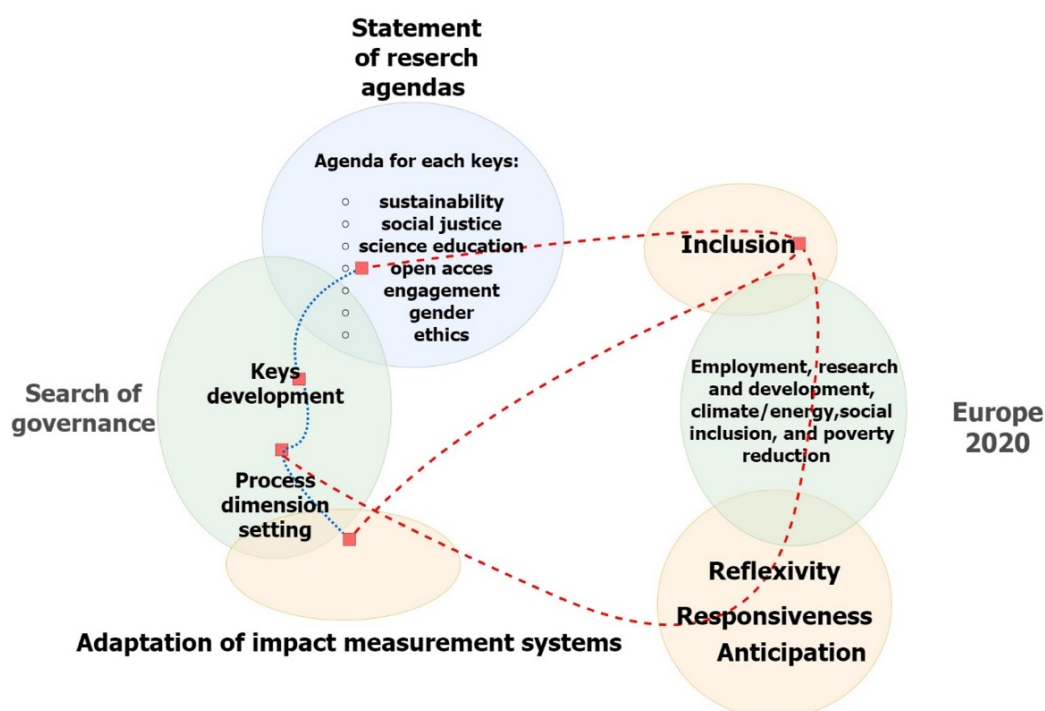 Statement
of reserch
agendas
Agenda for each keys:
sustainability
social justice
science education
open acces
engagement
gender
ethics
Inclusion
Keys
development
Search of
governance
Employment, research
and development,
climate/energy,social
inclusion, and poverty
reduction
Europe
2020
Process
dimension
setting
Reflexivity
Responsiveness
Anticipation
Adaptation of impact measurement systems